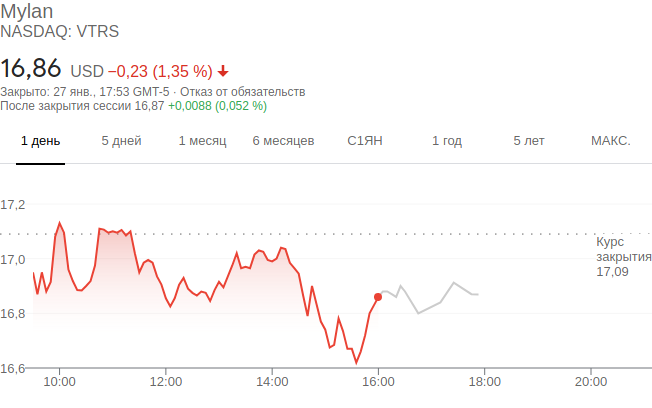 Mylan
NASDAQ: VTRS
16,86 USD −0,23 (1,35 %)
Закрыто: 27 янв., 17:53 GMT-5 · Отказ от обязательств
После закрытия сессии 16,87 +0,0088 (0,052 %)
1 день 5 дней 1 месяц 6 месяцев С1ЯН 1 год 5 лет МАКС.
17,2
Курс
закрытия
17,09
17,0
16,8
16,6
10:00 12:00 14:00 16:00 18:00 20:00